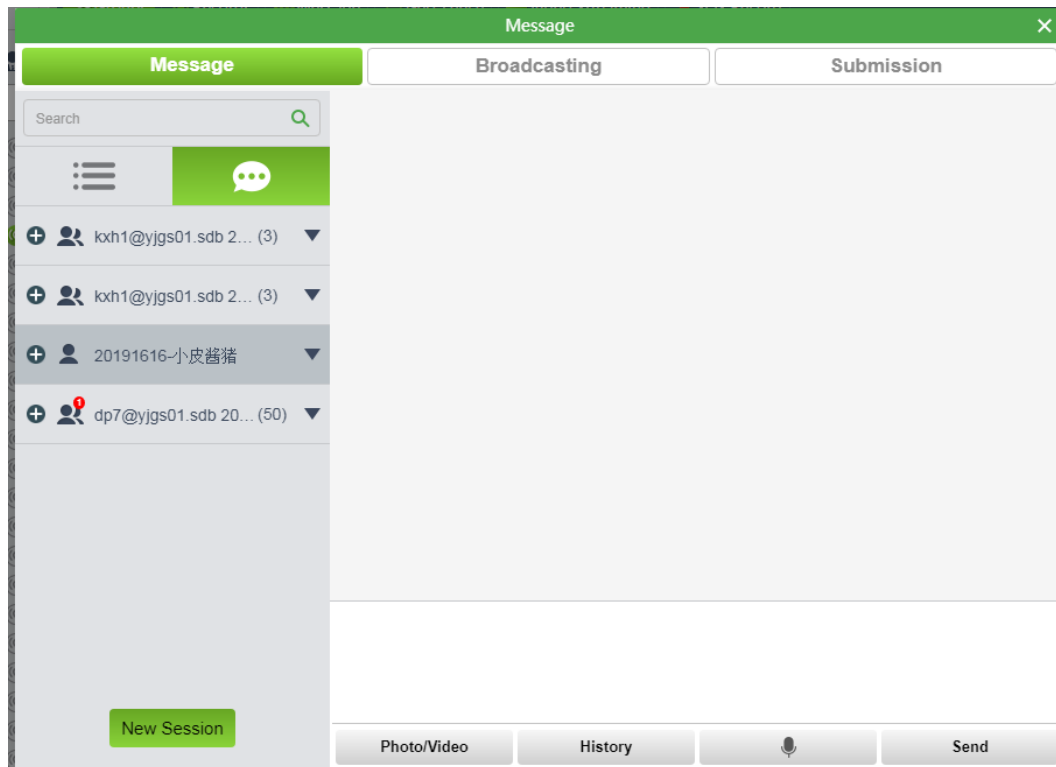 Message
Message Broadcasting Submission
Search
kxh1@yjgs01.sdb 2... (3)
kxh1@yjgs01.sdb 2... (3)
20191616-小皮酱猪
1
dp7@yjgs01.sdb 20... (50)
New Session
Photo/Video History Send